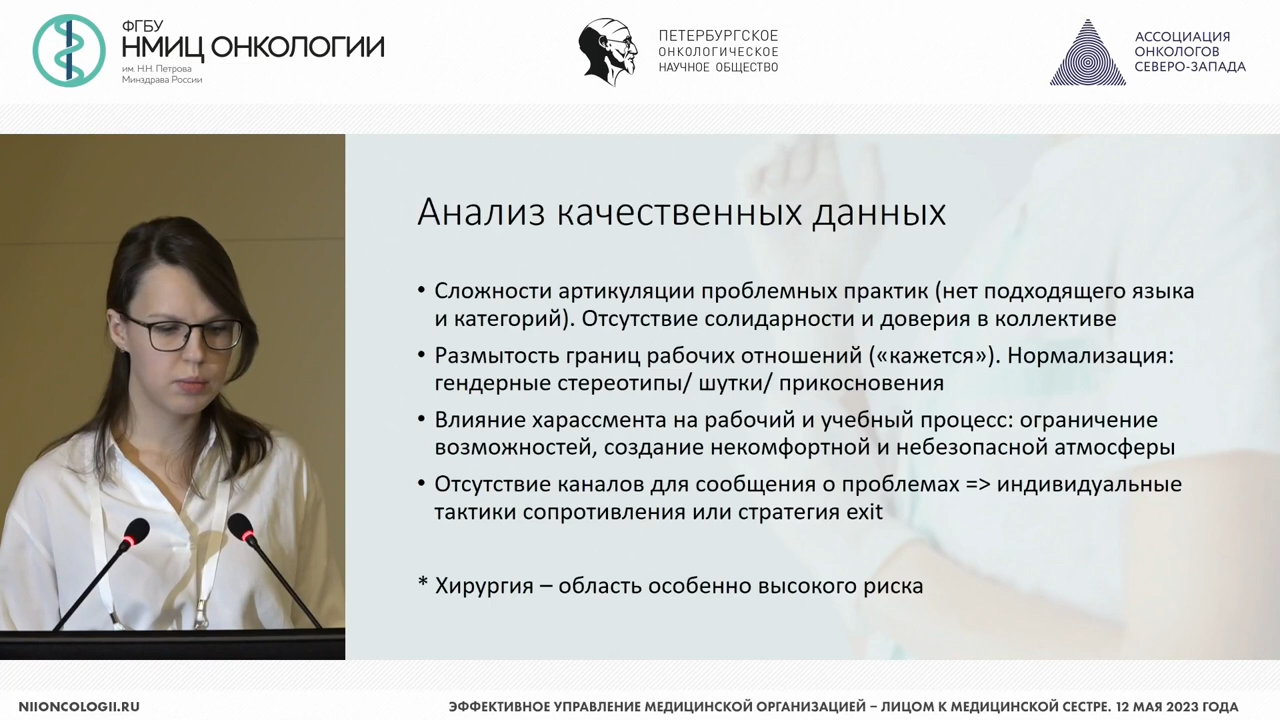 ФГБУ
НМИЦ ОНКОЛОГИИ
им. Н.Н. Петрова
Минздрава России
ПЕТЕРБУРГСКОЕ
ОНКОЛОГИЧЕСКОЕ
НАУЧНОЕ ОБЩЕСТВО
АССОЦИАЦИЯ
ОНКОЛОГОВ
СЕВЕРО-ЗАПАДА
Анализ качественных данных
• Сложности артикуляции проблемных практик (нет подходящего языка
и категорий). Отсутствие солидарности и доверия в коллективе
• Размытость границ рабочих отношений («кажется»). Нормализация:
гендерные стереотипы/ шутки/ прикосновения
• Влияние харассмента на рабочий и учебный процесс: ограничение
возможностей, создание некомфортной и небезопасной атмосферы
• Отсутствие каналов для сообщения о проблемах => индивидуальные
тактики сопротивления или стратегия exit
* Хирургия – область особенно высокого риска
NIIONCOLOGII.RU
ЭФФЕКТИВНОЕ УПРАВЛЕНИЕ МЕДИЦИНСКОЙ ОРГАНИЗАЦИЕЙ – ЛИЦОМ К МЕДИЦИНСКОЙ СЕСТРЕ. 12 МАЯ 2023 ГОДА